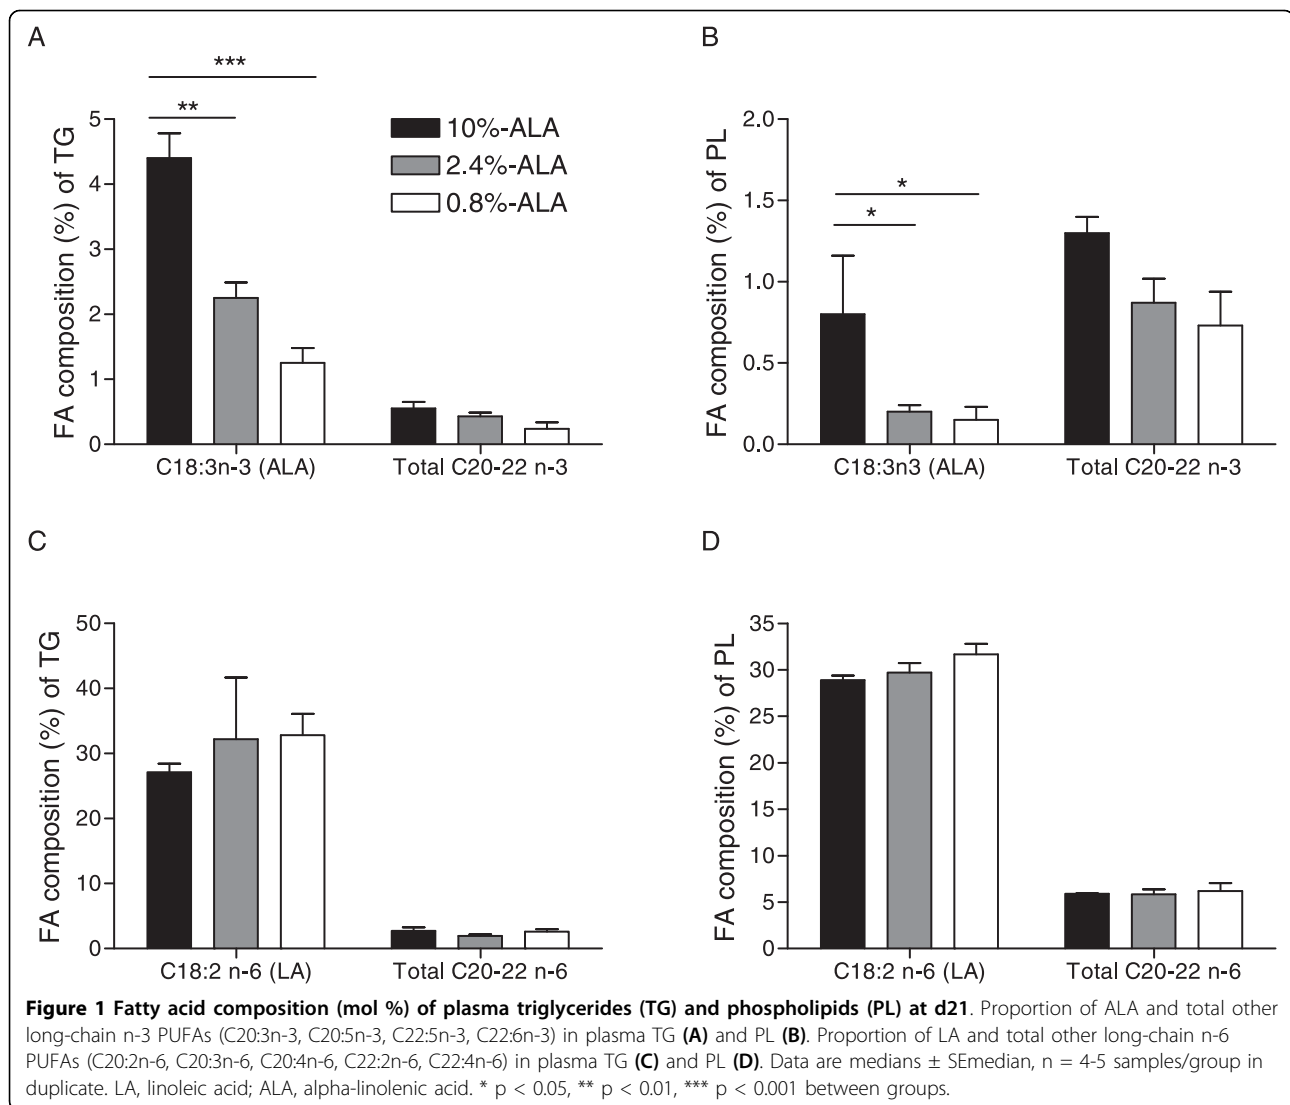 A
***
**
FA composition (%) of TG
5
4
3
2
1
0
10%-ALA
2.4%-ALA
0.8%-ALA
C18:3n-3 (ALA)
Total C20-22 n-3
B
*
*
FA composition (%) of PL
2.0
1.5
1.0
0.5
0.0
C18:3n3 (ALA)
Total C20-22 n-3
C
FA composition (%) of TG
50
40
30
20
10
0
C18:2 n-6 (LA)
Total C20-22 n-6
D
FA composition (%) of PL
35
30
25
20
15
10
5
0
C18:2 n-6 (LA)
Total C20-22 n-6
Figure 1 Fatty acid composition (mol %) of plasma triglycerides (TG) and phospholipids (PL) at d21. Proportion of ALA and total other
long-chain n-3 PUFAs (C20:3n-3, C20:5n-3, C22:5n-3, C22:6n-3) in plasma TG (A) and PL (B). Proportion of LA and total other long-chain n-6
PUFAs (C20:2n-6, C20:3n-6, C20:4n-6, C22:2n-6, C22:4n-6) in plasma TG (C) and PL (D). Data are medians ± SEmedian, n = 4-5 samples/group in
duplicate. LA, linoleic acid; ALA, alpha-linolenic acid. * p < 0.05, ** p < 0.01, *** p < 0.001 between groups.